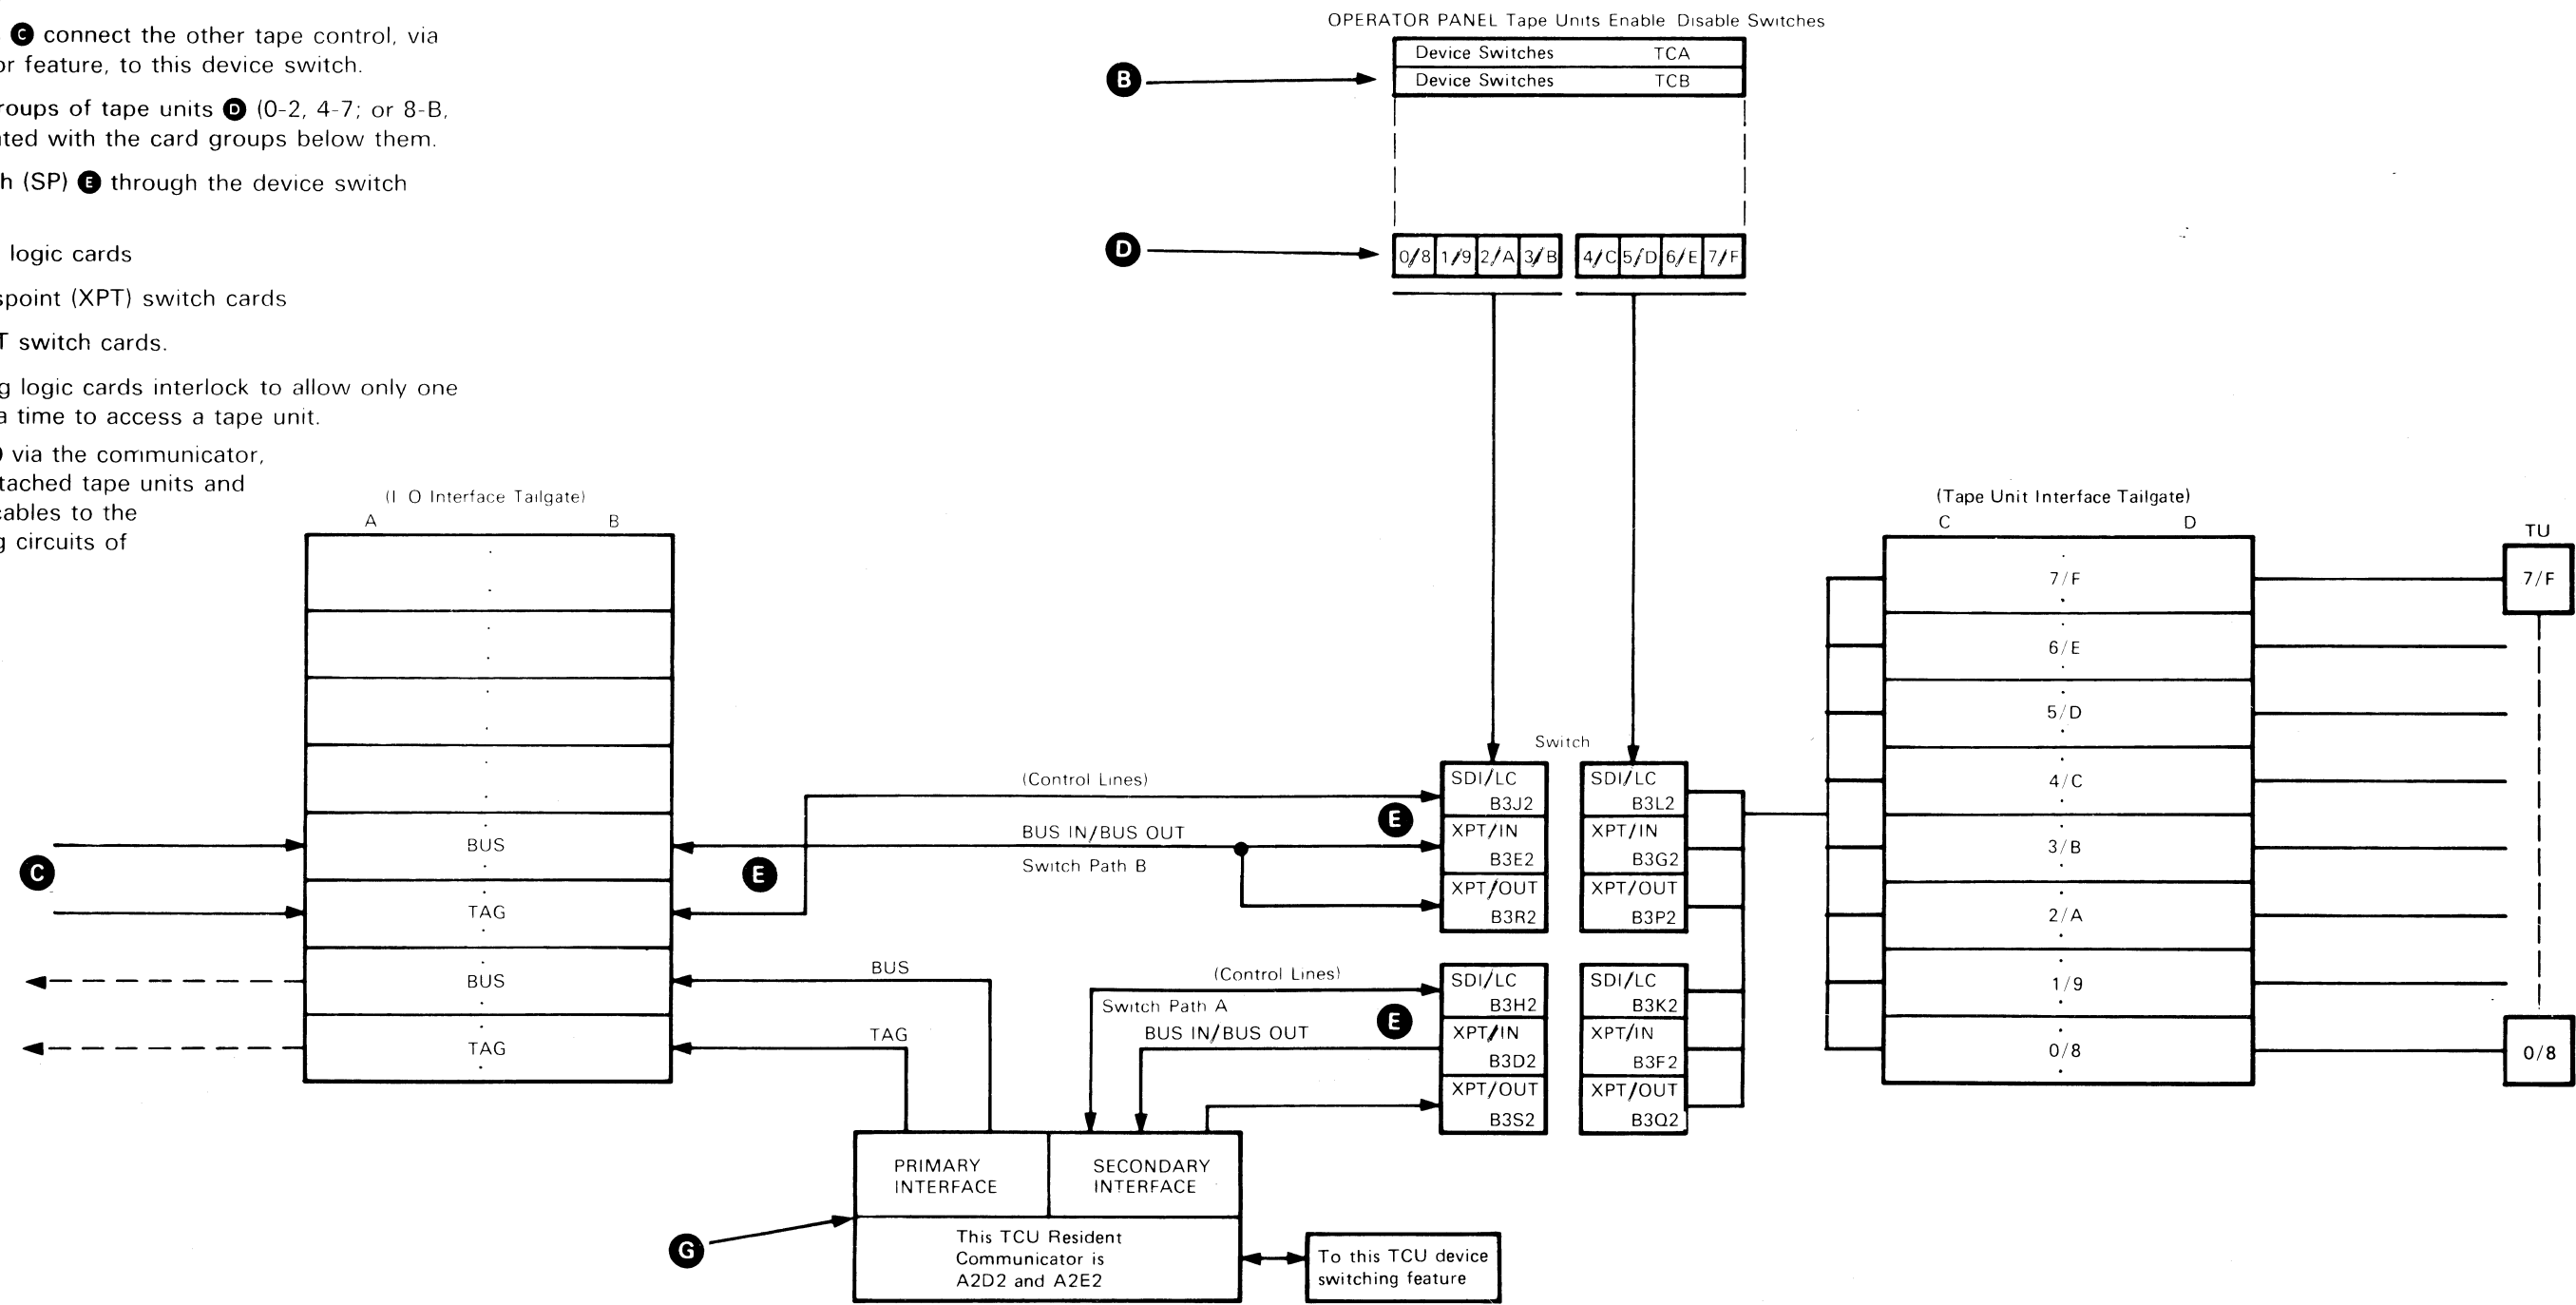 C connect the other tape control, via
or feature, to this device switch.
roups of tape units D (0-2, 4-7; or 8-B,
ated with the card groups below them.
h (SP) E through the device switch
logic cards
spoint (XPT) switch cards
T switch cards.
g logic cards interlock to allow only one
a time to access a tape unit.
) via the communicator,
tached tape units and
cables to the
g circuits of
OPERATOR PANEL Tape Units Enable Disable Switches
Device Switches TCA
B
Device Switches TCB
D
0/8 1/9 2/A 3/B 4/C 5/D 6/E 7/F
(I O Interface Tailgate)
A B
BUS
TAG
BUS
TAG
C
E
(Control Lines)
BUS IN/BUS OUT
Switch Path B
E
Switch
SDI/LC
B3J2
XPT/IN
B3E2
XPT/OUT
B3R2
SDI/LC
B3L2
XPT/IN
B3G2
XPT/OUT
B3P2
BUS
TAG
(Control Lines)
Switch Path A
BUS IN/BUS OUT
E
SDI/LC
B3H2
XPT/IN
B3D2
XPT/OUT
B3S2
SDI/LC
B3K2
XPT/IN
B3F2
XPT/OUT
B3Q2
(Tape Unit Interface Tailgate)
C D
7/F
6/E
5/D
4/C
3/B
2/A
1/9
0/8
TU
7/F
0/8
PRIMARY
INTERFACE
SECONDARY
INTERFACE
G
This TCU Resident
Communicator is
A2D2 and A2E2
To this TCU device
switching feature